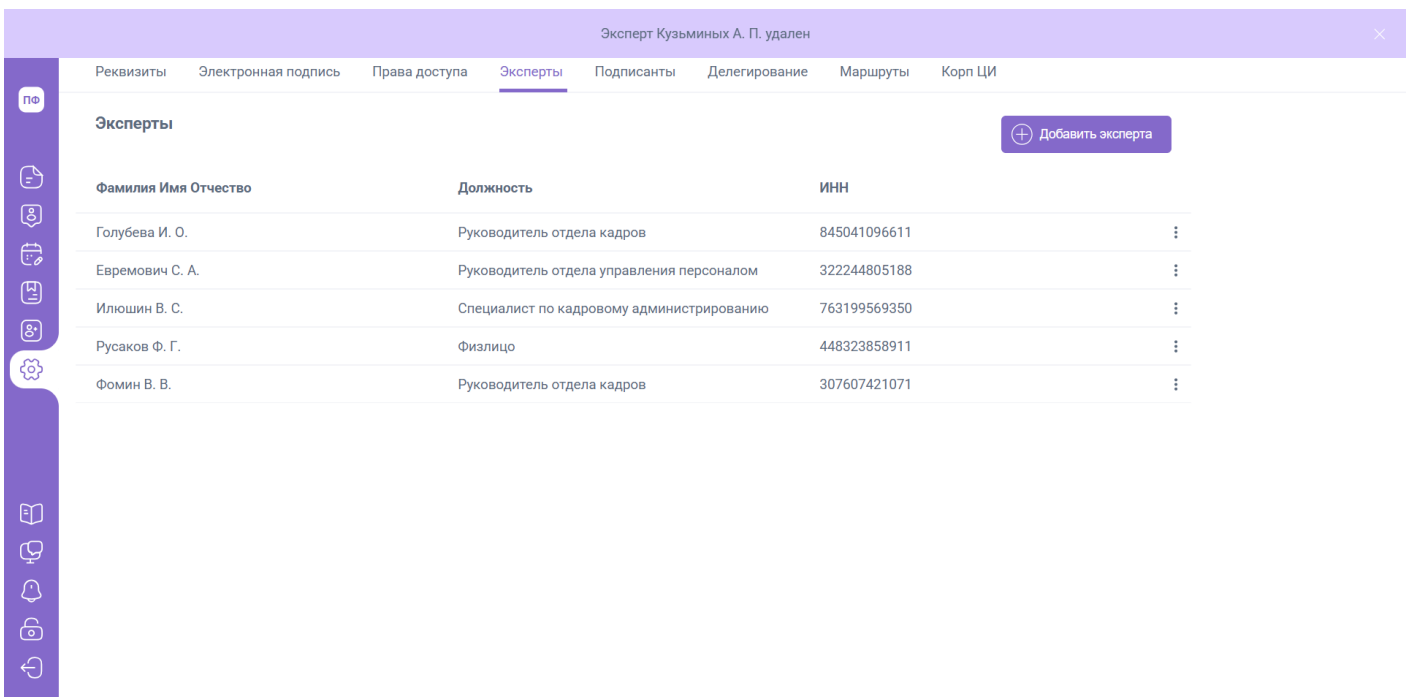 Эксперт Кузьминых А. П. удален
Реквизиты Электронная подпись Права доступа Эксперты Подписанты Делегирование Маршруты Корп ЦИ
ПФ
Эксперты
Добавить эксперта
Фамилия Имя Отчество Должность ИНН
Голубева И. О. Руководитель отдела кадров 845041096611
Евремович С. А. Руководитель отдела управления персоналом 322244805188
Илюшин В. С. Специалист по кадровому администрированию 763199569350
Русаков Ф. Г. Физлицо 448323858911
Фомин В. В. Руководитель отдела кадров 307607421071